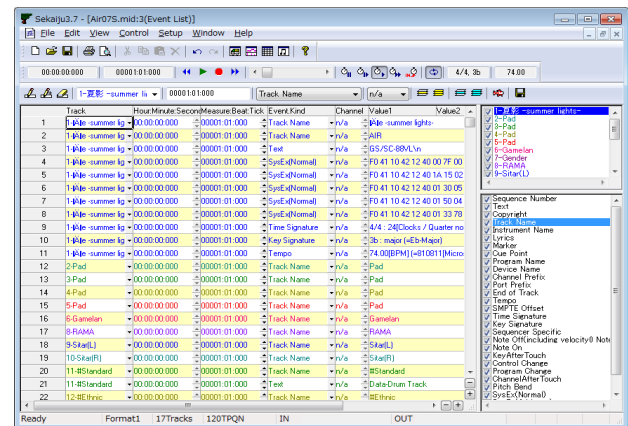 Sekaiju3.7 - [Air07S.mid:3(Event List)]
File Edit View Control Setup Window Help
00:00:00:000 00001:01:000 4/4, 3b 74.00
1-夏影 -summer li 00001:01:000 Track Name n/a
Track Hour:Minute:Second Measure:Beat:Tick Event.Kind Channel Value1 Value2
1 00:00:00:000 00001:01:000 Track Name n/a
2 00:00:00:000 00001:01:000 Track Name n/a AIR
3 00:00:00:000 00001:01:000 Text n/a GS/SC-88VL\n
4 00:00:00:000 00001:01:000 SysEx(Normal) n/a F0 41 10 42 12 40 00 7F 00
5 00:00:00:000 00001:01:000 SysEx(Normal) n/a F0 41 10 42 12 40 1A 15 02
6 00:00:00:000 00001:01:000 SysEx(Normal) n/a F0 41 10 42 12 40 01 30 05
7 00:00:00:000 00001:01:000 SysEx(Normal) n/a F0 41 10 42 12 40 01 50 04
8 00:00:00:000 00001:01:000 SysEx(Normal) n/a F0 41 10 42 12 40 01 33 78
9 00:00:00:000 00001:01:000 Time Signature n/a 4/4 : 24[Clocks / Quarter no
10 00:00:00:000 00001:01:000 Key Signature n/a 3b : major (=Eb-Major)
11 00:00:00:000 00001:01:000 Tempo n/a 74.00[BPM] (=810811[Micro
12 2-Pad 00:00:00:000 00001:01:000 Track Name n/a Pad
13 3-Pad 00:00:00:000 00001:01:000 Track Name n/a Pad
14 4-Pad 00:00:00:000 00001:01:000 Track Name n/a Pad
15 5-Pad 00:00:00:000 00001:01:000 Track Name n/a Pad
16 6-Gamelan 00:00:00:000 00001:01:000 Track Name n/a Gamelan
17 8-RAMA 00:00:00:000 00001:01:000 Track Name n/a RAMA
18 9-Sitar(L) 00:00:00:000 00001:01:000 Track Name n/a Sitar(L)
19 10-Sitar(R) 00:00:00:000 00001:01:000 Track Name n/a Sitar(R)
20 11-#Standard 00:00:00:000 00001:01:000 Track Name n/a #Standard
21 11-#Standard 00:00:00:000 00001:01:000 Text n/a Data-Drum Track
22 12-#Ethnic 00:00:00:000 00001:01:000 Track Name n/a #Ethnic
1-夏影 -summer lights-
2-Pad
3-Pad
4-Pad
5-Pad
6-Gamelan
7-Gender
8-RAMA
9-Sitar(L)
Sequence Number
Text
Copyright
Track Name
Instrument Name
Lyrics
Marker
Cue Point
Program Name
Device Name
Channel Prefix
Port Prefix
End of Track
Tempo
SMPTE Offset
Time Signature
Key Signature
Sequencer Specific
Note Off(including velocity0 Note
Note On
KeyAfterTouch
Control Change
Program Change
ChannelAfterTouch
Pitch Bend
SysEx(Normal)
Ready Format1 17Tracks 120TPQN IN OUT